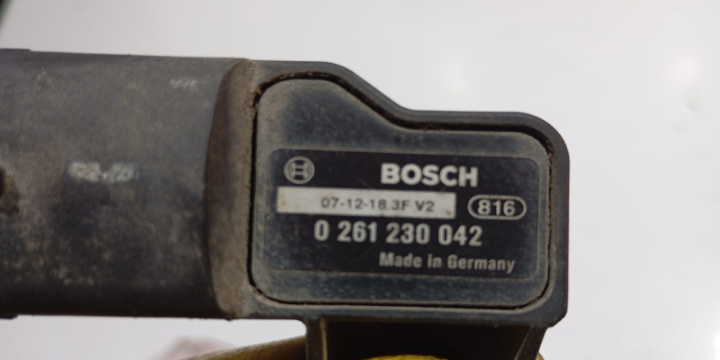 BOSCH
07-12-18 3F V2
816
0 261 230 042
Made in Germany